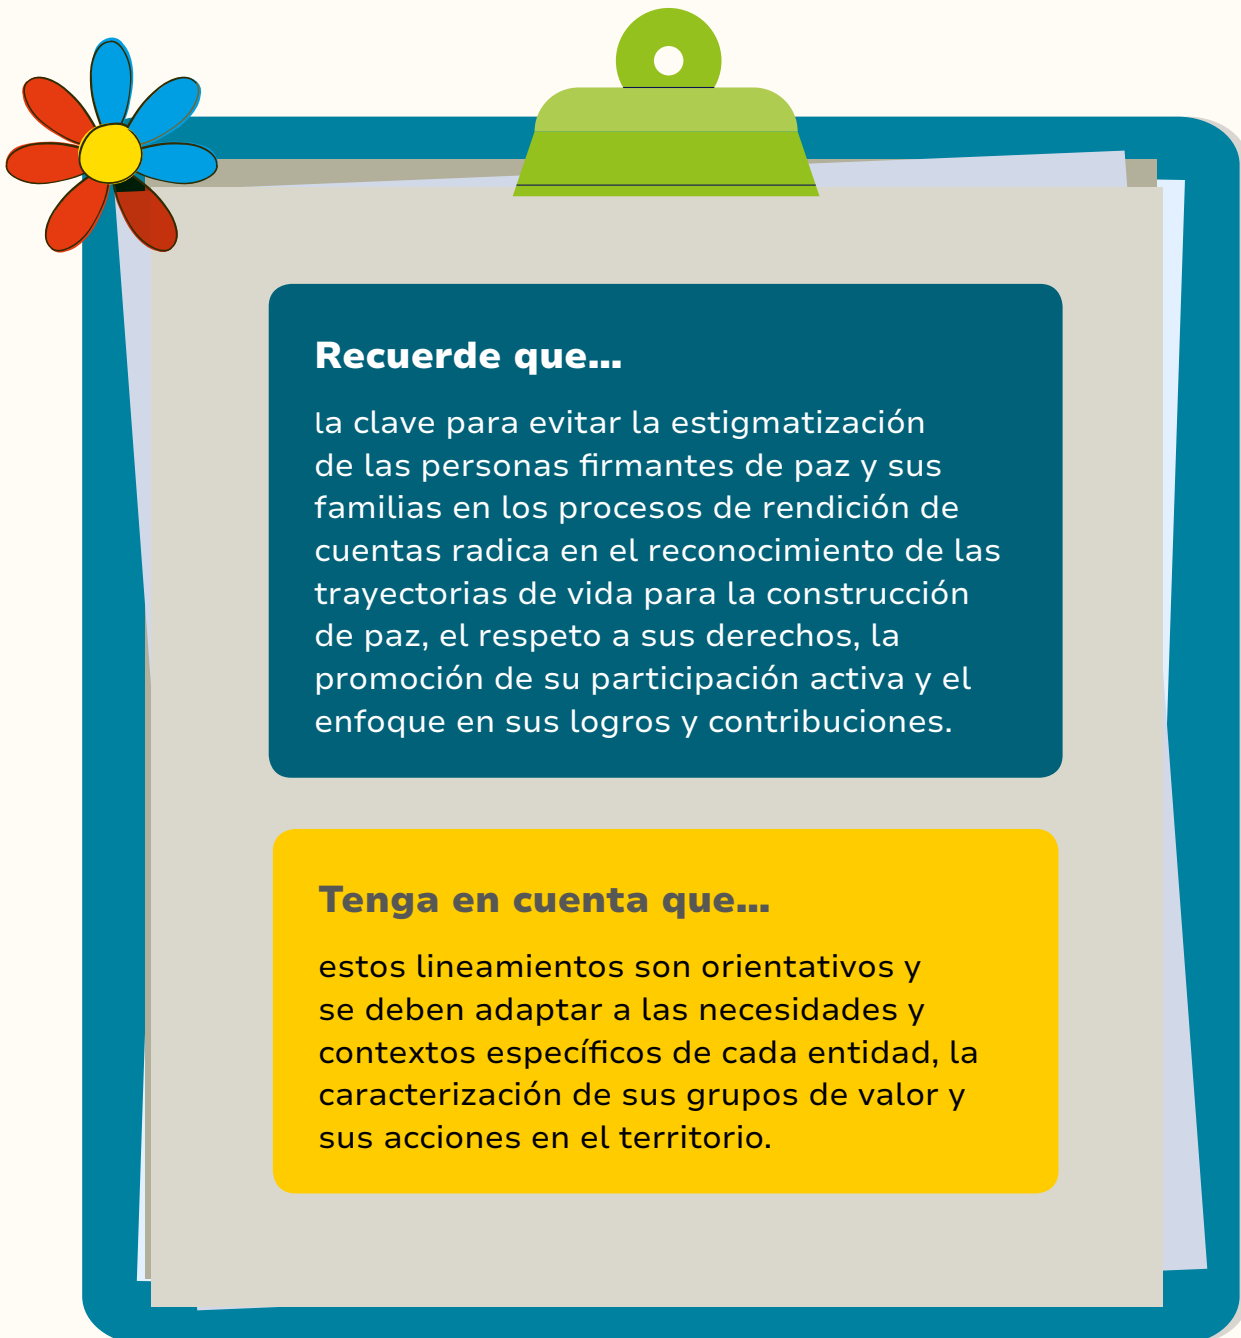 Recuerde que...
la clave para evitar la estigmatización
de las personas firmantes de paz y sus
familias en los procesos de rendición de
cuentas radica en el reconocimiento de las
trayectorias de vida para la construcción
de paz, el respeto a sus derechos, la
promoción de su participación activa y el
enfoque en sus logros y contribuciones.
Tenga en cuenta que...
estos lineamientos son orientativos y
se deben adaptar a las necesidades y
contextos específicos de cada entidad, la
caracterización de sus grupos de valor y
sus acciones en el territorio.